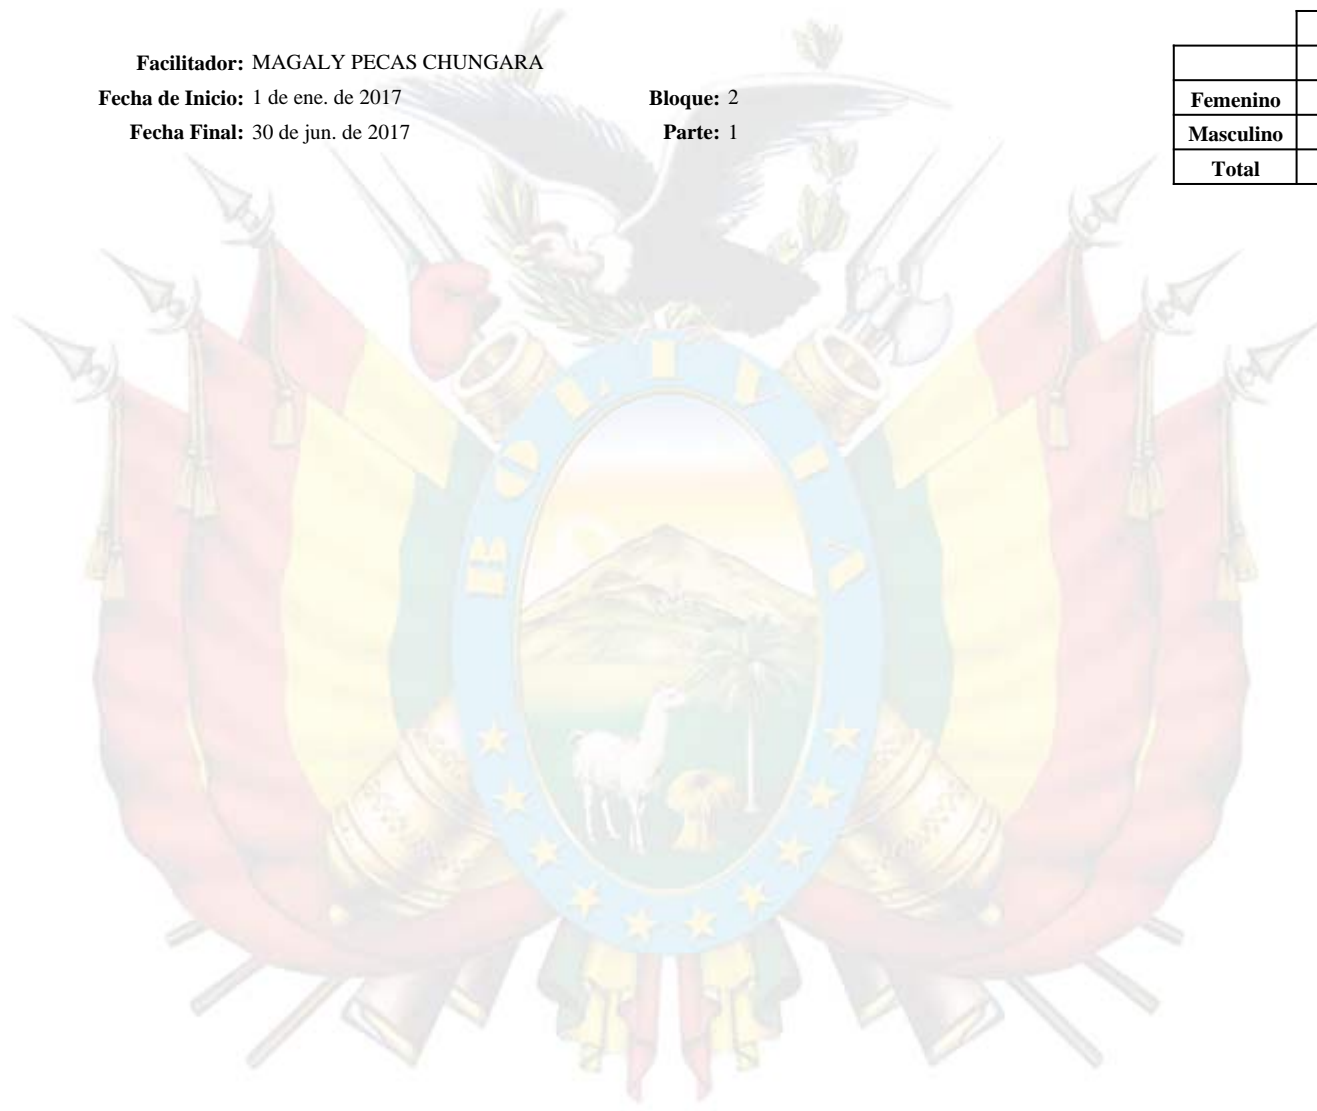 Facilitador: MAGALY PECAS CHUNGARA
Fecha de Inicio: 1 de ene. de 2017 Bloque: 2
Fecha Final: 30 de jun. de 2017 Parte: 1
Femenino
Masculino
Total
BOLIVIA